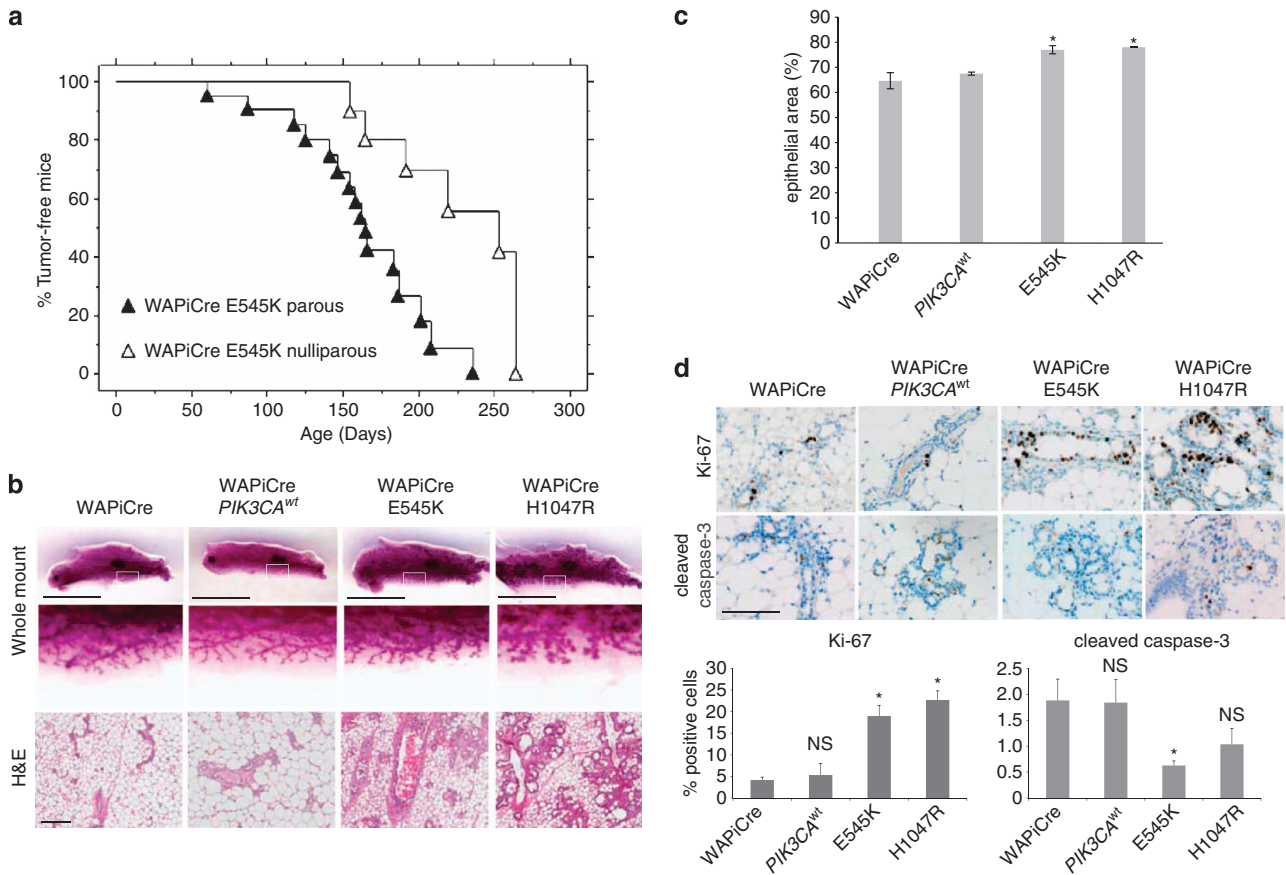 a
100
80
60
40
20
0
% Tumor-free mice
WAPiCre E545K parous
WAPiCre E545K nulliparous
0 50 100 150 200 250 300
Age (Days)
b
WAPiCre
WAPiCre PIK3CAwt
WAPiCre E545K
WAPiCre H1047R
Whole mount
H&E
c
90
80
70
60
50
40
30
20
10
0
epithelial area (%)
* *
WAPiCre PIK3CAwt E545K H1047R
d
WAPiCre
WAPiCre PIK3CAwt
WAPiCre E545K
WAPiCre H1047R
Ki-67
cleaved caspase-3
Ki-67
30
25
20
15
10
5
0
% positive cells
NS * *
WAPiCre PIK3CAwt E545K H1047R
cleaved caspase-3
2.5
2.0
1.5
1.0
0.5
0
NS * NS
WAPiCre PIK3CAwt E545K H1047R